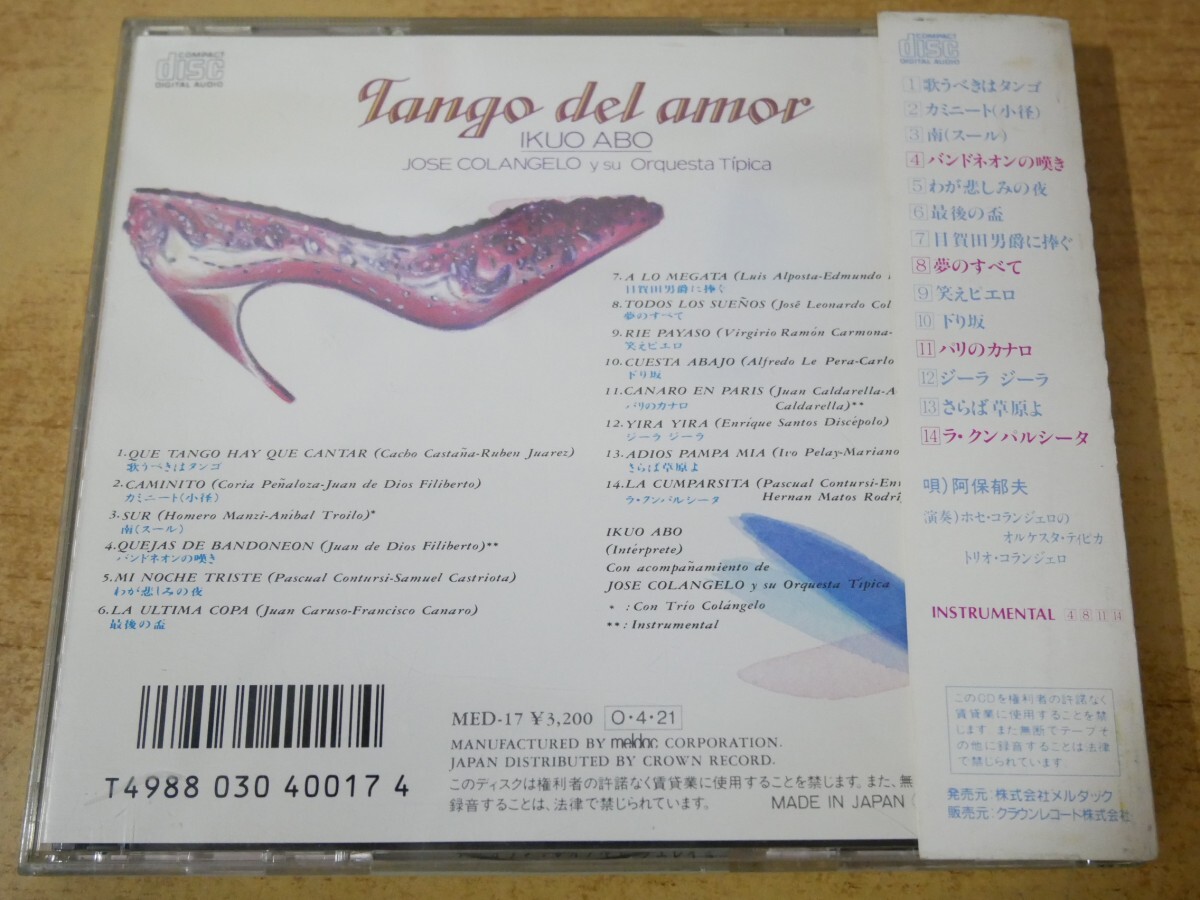 COMPACT
disc
DIGITAL AUDIO
Tango del amor
IKUO ABO
JOSE COLANGELO y su Orquesta Típica
1. QUE TANGO HAY QUE CANTAR (Cacho Castaña-Ruben Juarez)
歌うべきはタンゴ
2. CAMINITO (Coria Peñaloza-Juan de Dios Filiberto)
カミニート(小径)
3. SUR (Homero Manzi-Anibal Troilo)*
南(スール)
4. QUEJAS DE BANDONEON (Juan de Dios Filiberto)**
バンドネオンの嘆き
5. MI NOCHE TRISTE (Pascual Contursi-Samuel Castriota)
わが悲しみの夜
6. LA ULTIMA COPA (Juan Caruso-Francisco Canaro)
最後の盃
7. A LO MEGATA (Luis Alposta-Edmundo
目賀田男爵に捧ぐ
8. TODOS LOS SUEÑOS (José Leonardo Col
夢のすべて
9. RIE PAYASO (Virgirio Ramón Carmona-
笑えピエロ
10. CUESTA ABAJO (Alfredo Le Pera-Carlo
下り坂
11. CANARO EN PARIS (Juan Caldarella-A
パリのカナロ Caldarella)**
12. YIRA YIRA (Enrique Santos Discépolo)
ジーラ ジーラ
13. ADIOS PAMPA MIA (Ivo Pelay-Mariano
さらば草原よ
14. LA CUMPARSITA (Pascual Contursi-En
ラ・クンパルシータ Hernan Matos Rodri
IKUO ABO
(Intérprete)
Con acompañamiento de
JOSE COLANGELO y su Orquesta Típica
* : Con Trío Colángelo
** : Instrumental
T4988 030 40017 4
MED-17 ¥3,200 O・4・21
MANUFACTURED BY meldac CORPORATION.
JAPAN DISTRIBUTED BY CROWN RECORD.
このディスクは権利者の許諾なく賃貸業に使用することを禁じます。また、無
録音することは、法律で禁じられています。
MADE IN JAPAN
COMPACT
disc
DIGITAL AUDIO
1 歌うべきはタンゴ
2 カミニート(小径)
3 南(スール)
4 バンドネオンの嘆き
5 わが悲しみの夜
6 最後の盃
7 目賀田男爵に捧ぐ
8 夢のすべて
9 笑えピエロ
10 下り坂
11 パリのカナロ
12 ジーラ ジーラ
13 さらば草原よ
14 ラ・クンパルシータ
唄)阿保郁夫
演奏)ホセ・コランジェロの
オルケスタ・ティピカ
トリオ・コランジェロ
INSTRUMENTAL 4 8 11 14
このCDを権利者の許諾なく
賃貸業に使用することを禁
じます。また無断でテープそ
の他に録音することは法律
で禁じられています。
発売元:株式会社メルダック
販売元:クラウンレコード株式会社